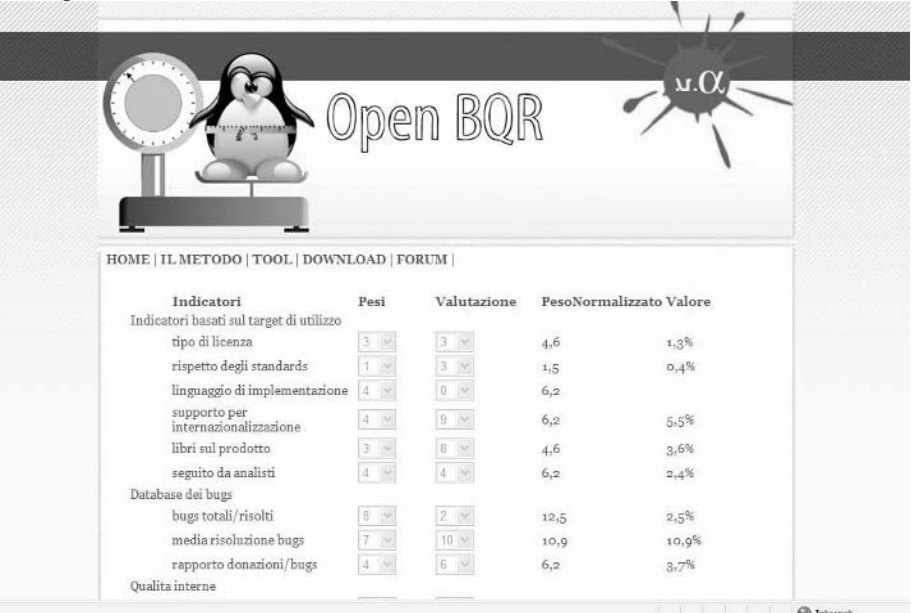 Open BQR
v.α
HOME | IL METODO | TOOL | DOWNLOAD | FORUM |
Indicatori Pesi Valutazione PesoNormalizzato Valore
Indicatori basati sul target di utilizzo
tipo di licenza 3 3 4,6 1,3%
rispetto degli standards 1 3 1,5 0,4%
linguaggio di implementazione 4 0 6,2
supporto per
internazionalizzazione 4 9 6,2 5,5%
libri sul prodotto 3 8 4,6 3,6%
seguito da analisti 4 4 6,2 2,4%
Database dei bugs
bugs totali/risolti 8 2 12,5 2,5%
media risoluzione bugs 7 10 10,9 10,9%
rapporto donazioni/bugs 4 6 6,2 3,7%
Qualita interne
Internet